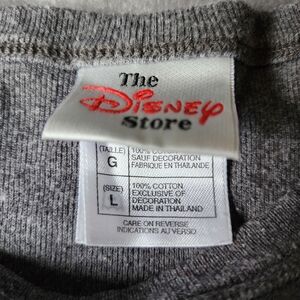 The
Disney
Store
(TAILLE)
G
100% COTON
SAUF DECORATION
FABRIQUE EN THAILANDE
(SIZE)
L
100% COTTON
EXCLUSIVE OF
DECORATION
MADE IN THAILAND
CARE ON REVERSE
INDICATIONS AU VERSO